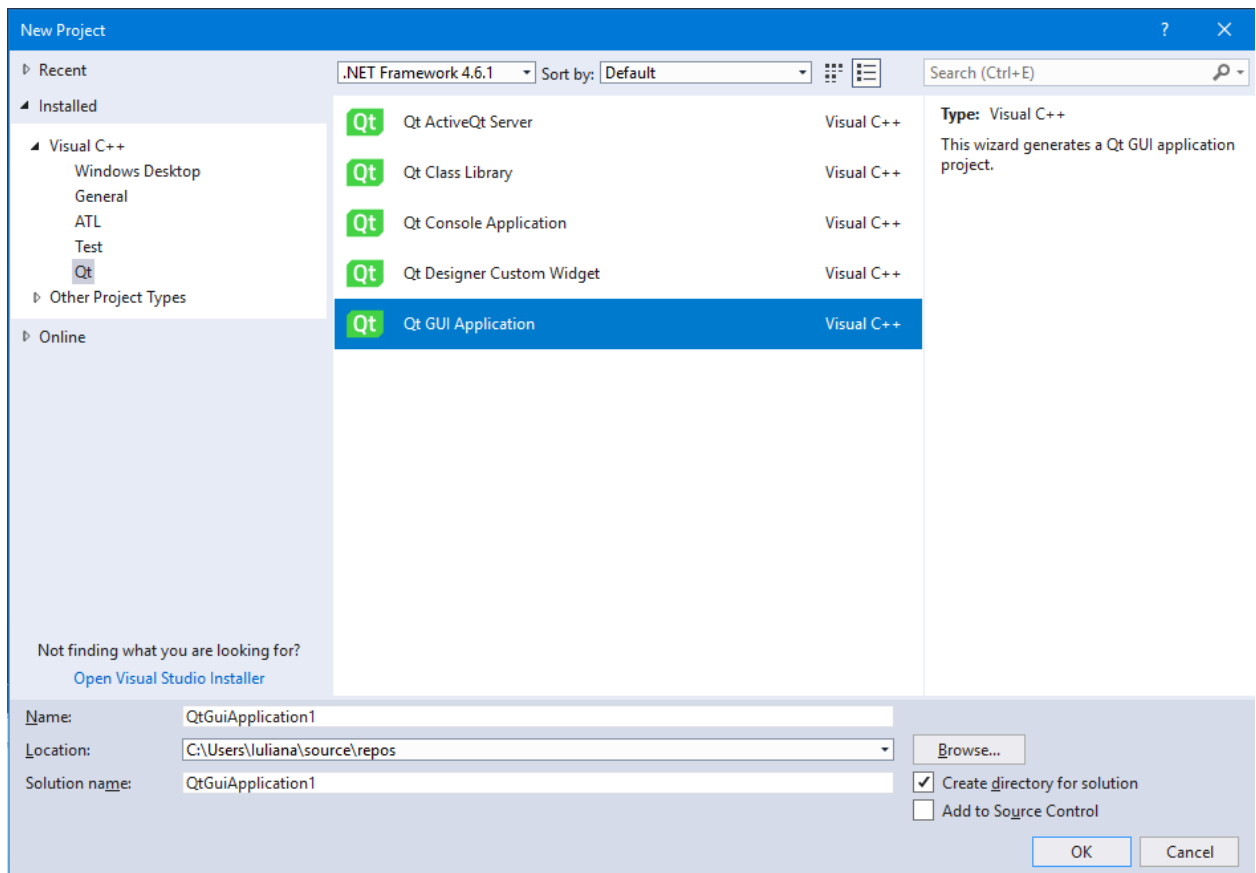 New Project
?
Recent
.NET Framework 4.6.1
Sort by:
Default
Search (Ctrl+E)
Installed
Visual C++
Windows Desktop
General
ATL
Test
Qt
Other Project Types
Online
Qt Qt ActiveQt Server Visual C++
Qt Qt Class Library Visual C++
Qt Qt Console Application Visual C++
Qt Qt Designer Custom Widget Visual C++
Qt Qt GUI Application Visual C++
Type: Visual C++
This wizard generates a Qt GUI application
project.
Not finding what you are looking for?
Open Visual Studio Installer
Name: QtGuiApplication1
Location: C:\Users\Iuliana\source\repos
Browse...
Solution name: QtGuiApplication1
Create directory for solution
Add to Source Control
OK
Cancel